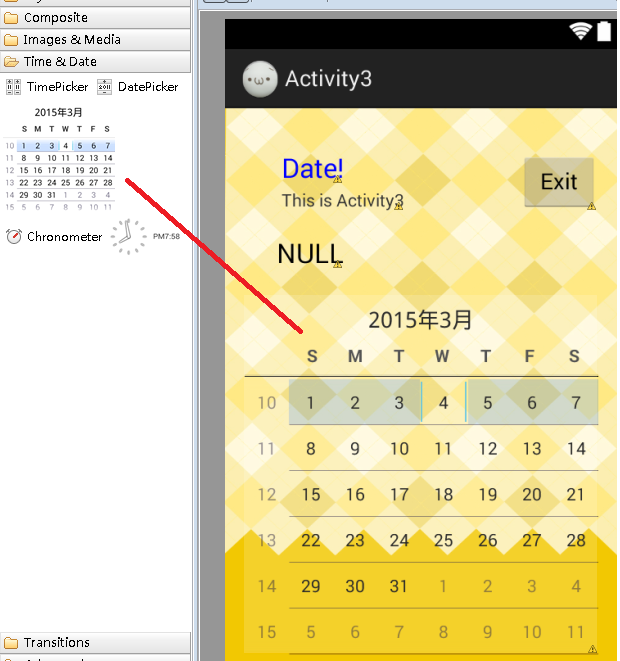 Composite
Images & Media
Time & Date
TimePicker DatePicker
2015年3月
S M T W T F S
10 1 2 3 4 5 6 7
11 8 9 10 11 12 13 14
12 15 16 17 18 19 20 21
13 22 23 24 25 26 27 28
14 29 30 31 1 2 3 4
15 5 6 7 8 9 10 11
Chronometer PM7:58
Transitions
Activity3
Date!
This is Activity3
Exit
NULL
2015年3月
S M T W T F S
10 1 2 3 4 5 6 7
11 8 9 10 11 12 13 14
12 15 16 17 18 19 20 21
13 22 23 24 25 26 27 28
14 29 30 31 1 2 3 4
15 5 6 7 8 9 10 11